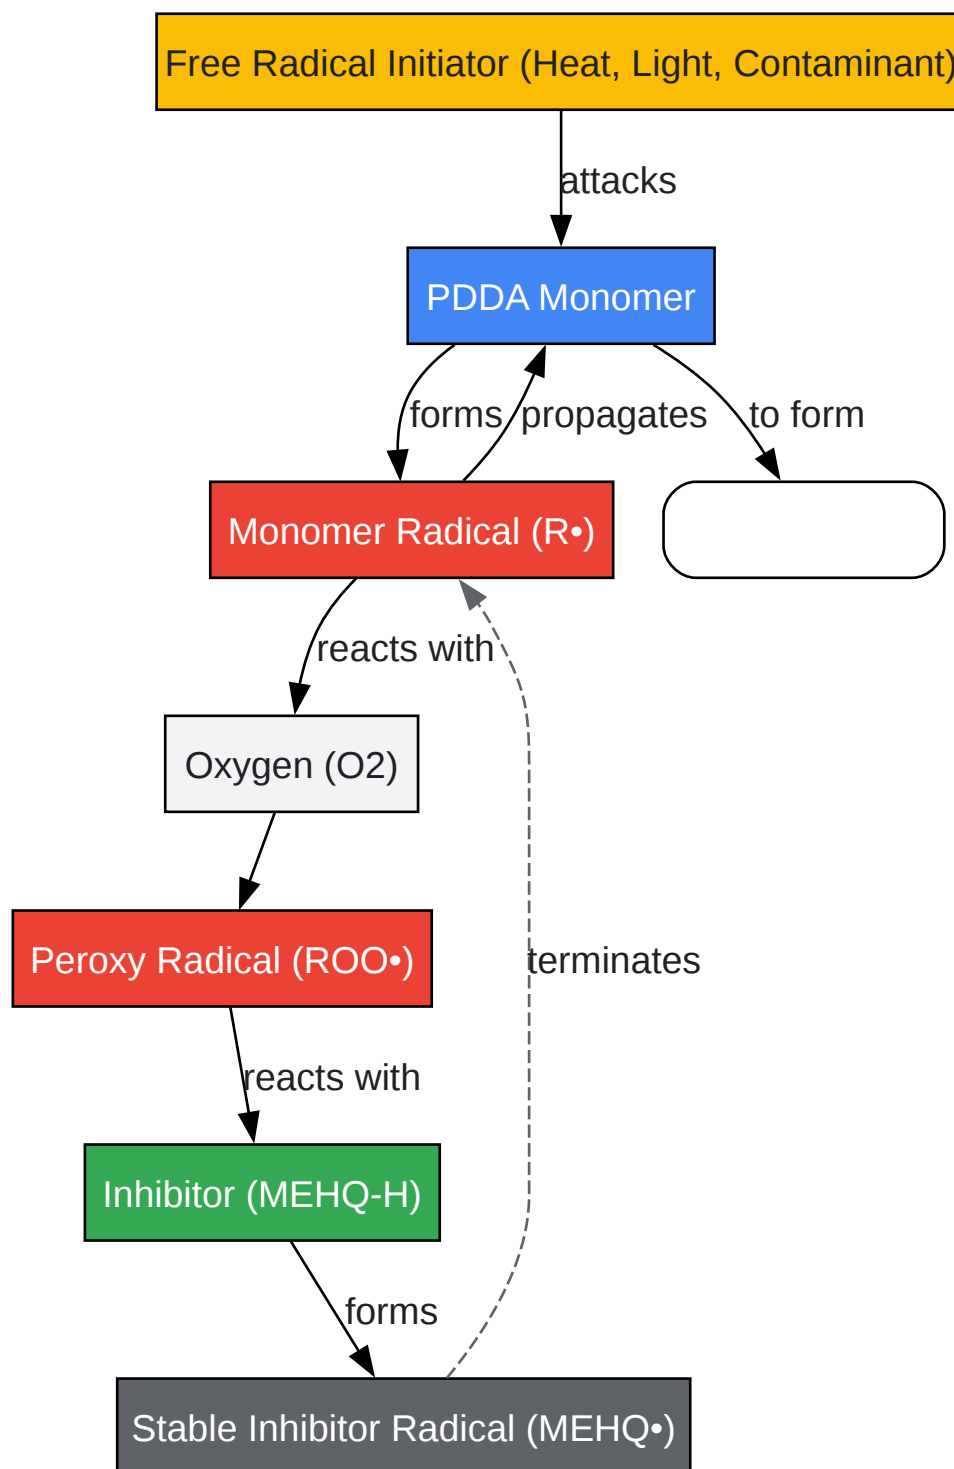 Free Radical Initiator (Heat, Light, Contaminant)
attacks
PDDA Monomer
forms
propagates
to form
Monomer Radical (R•)
reacts with
Oxygen (O2)
Peroxy Radical (ROO•)
terminates
reacts with
Inhibitor (MEHQ-H)
forms
Stable Inhibitor Radical (MEHQ•)